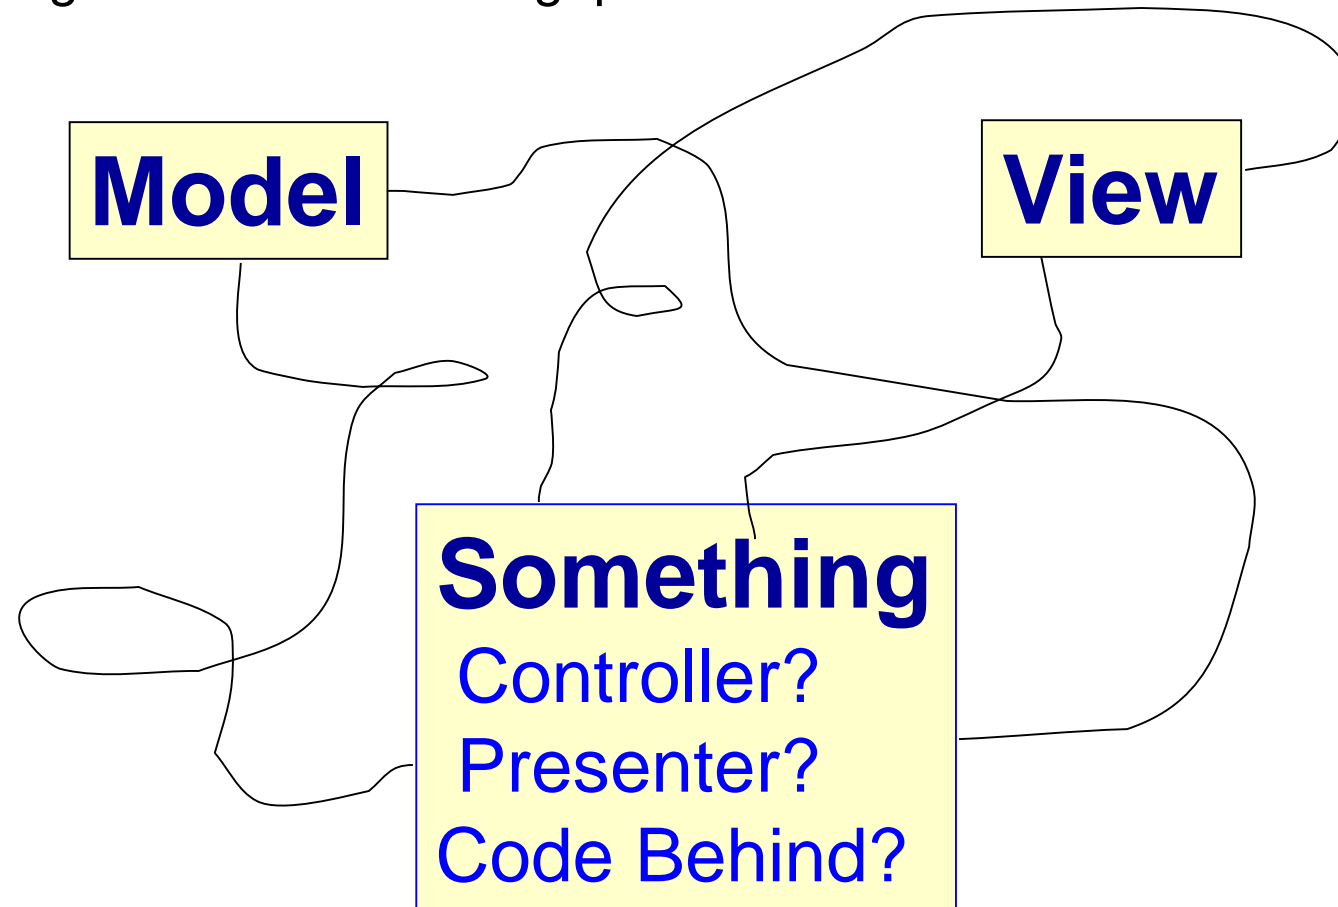 Model
View
Something
Controller?
Presenter?
Code Behind?